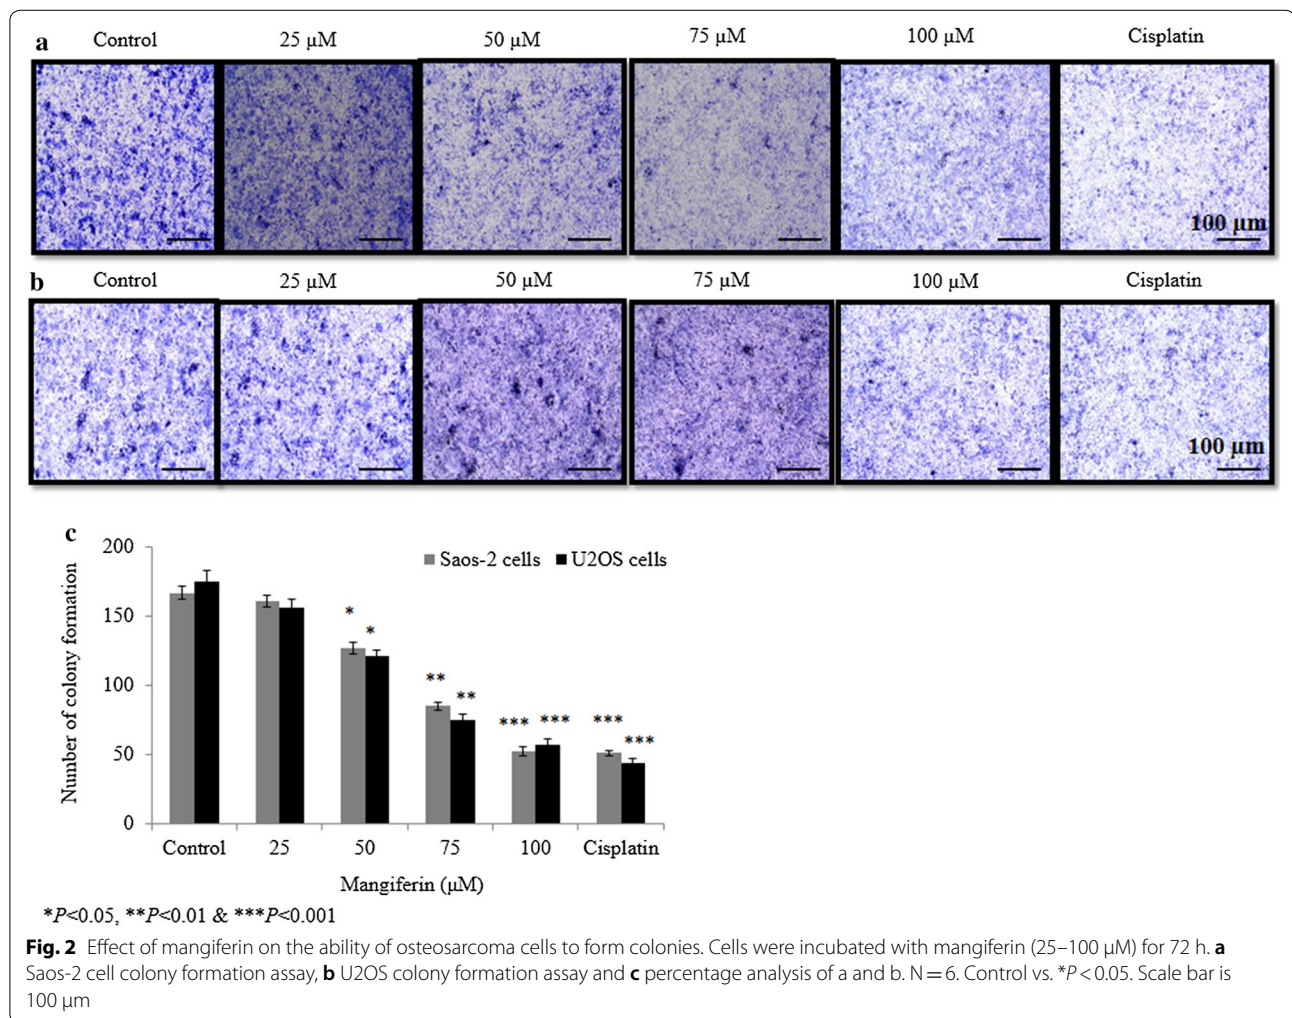 a Control 25 µM 50 µM 75 µM 100 µM Cisplatin
100 µm
b Control 25 µM 50 µM 75 µM 100 µM Cisplatin
100 µm
c
200
150
100
50
0
Number of colony formation
Saos-2 cells U2OS cells
* *
** **
*** *** *** ***
Control 25 50 75 100 Cisplatin
Mangiferin (µM)
*P<0.05, **P<0.01 & ***P<0.001
Fig. 2 Effect of mangiferin on the ability of osteosarcoma cells to form colonies. Cells were incubated with mangiferin (25–100 µM) for 72 h. a
Saos-2 cell colony formation assay, b U2OS colony formation assay and c percentage analysis of a and b. N = 6. Control vs. *P < 0.05. Scale bar is
100 µm